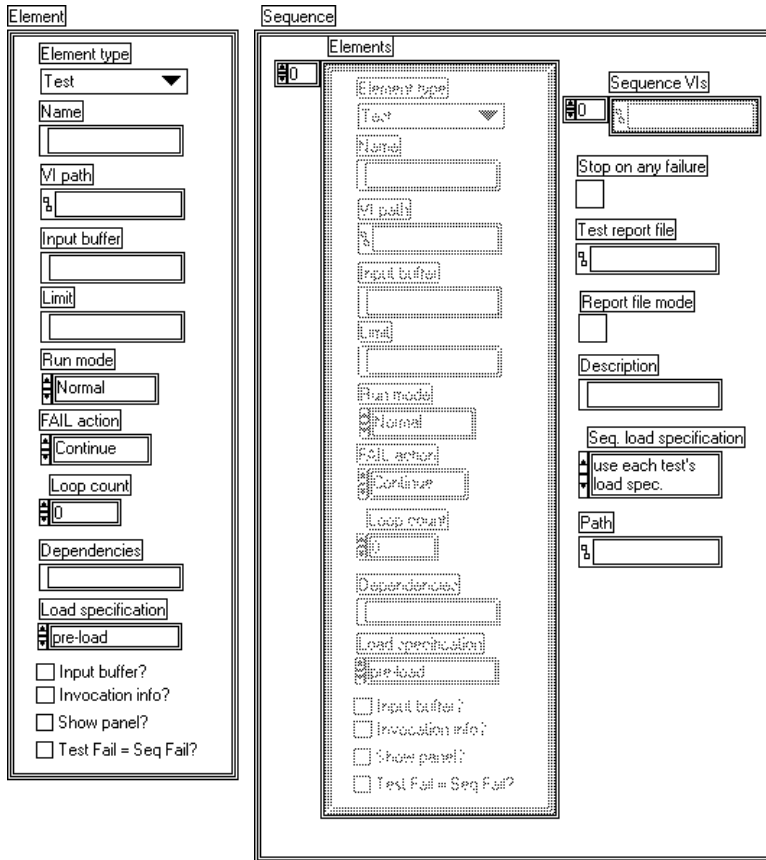 Element
Element type
Test
Name
VI path
Input buffer
Limit
Run mode
Normal
FAIL action
Continue
Loop count
0
Dependencies
Load specification
pre-load
Input buffer?
Invocation info?
Show panel?
Test Fail = Seq Fail?
Sequence
Elements
0
Element type
Test
Name
VI path
Input buffer
Limit
Run mode
Normal
FAIL action
Continue
Loop count
0
Dependencies
Load specification
pre-load
Input buffer?
Invocation info?
Show panel?
Test Fail = Seq Fail?
Sequence VIs
0
Stop on any failure
Test report file
Report file mode
Description
Seq. load specification
use each test's
load spec.
Path